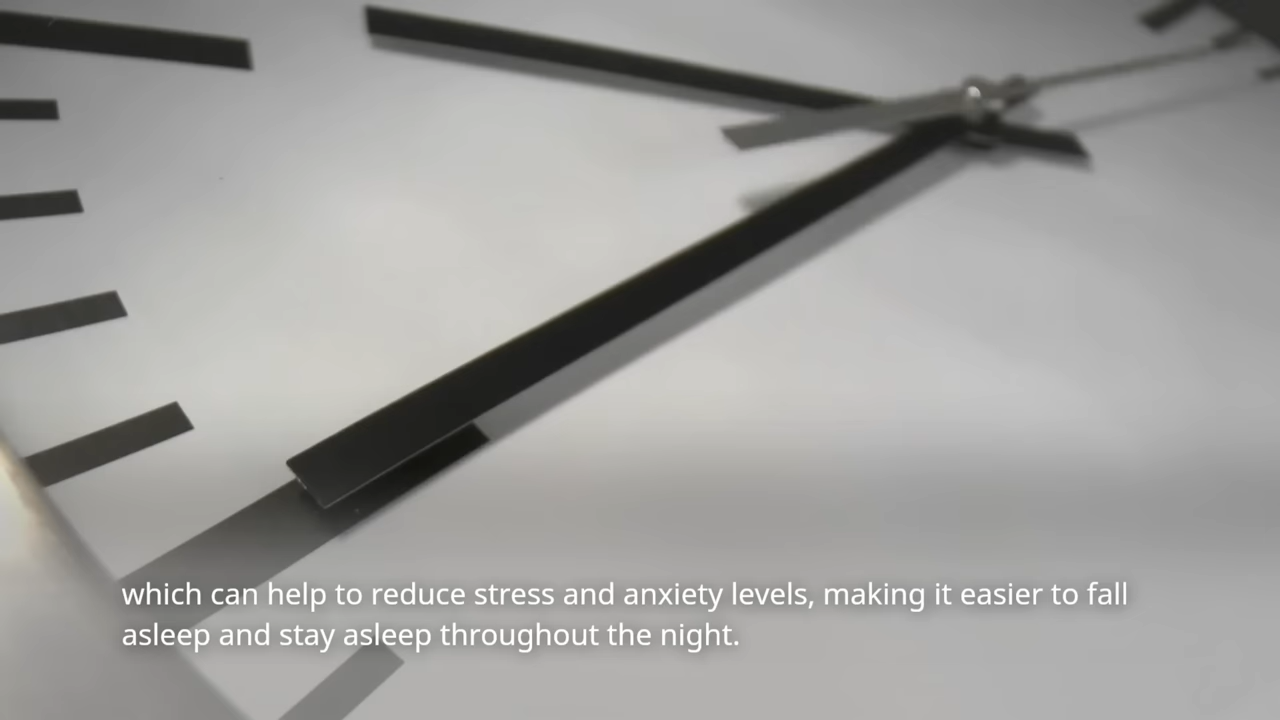 which can help to reduce stress and anxiety levels, making it easier to fall
asleep and stay asleep throughout the night.